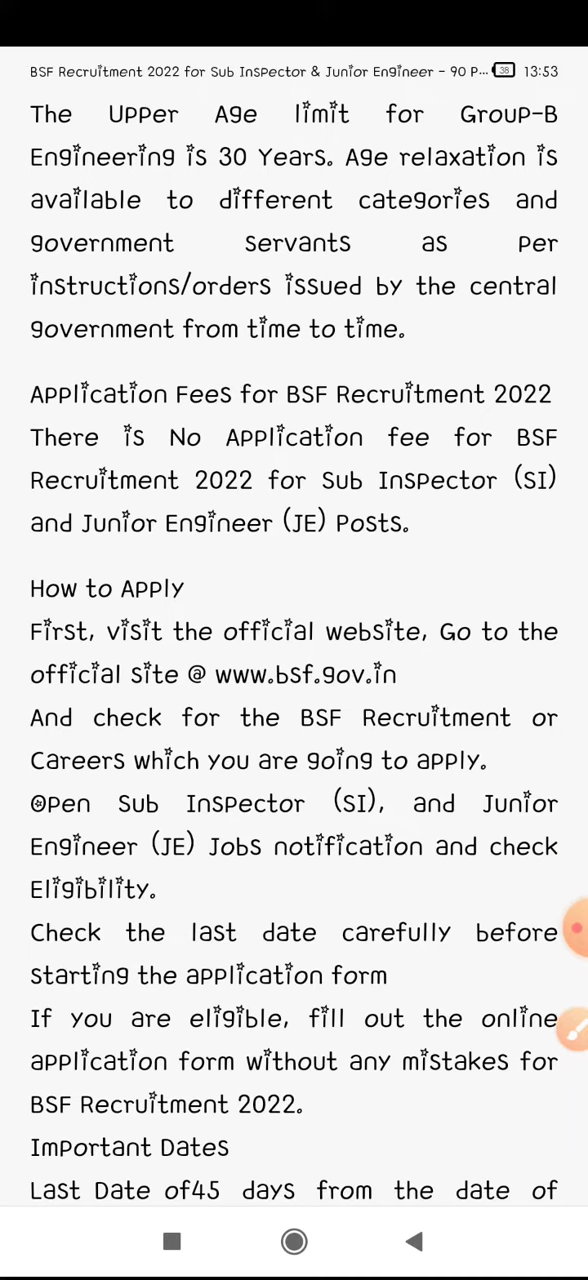 BSF Recruitment 2022 for Sub Inspector & Junior Engineer - 90 P... 38 13:53
The Upper Age limit for Group-B
Engineering is 30 Years. Age relaxation is
available to different categories and
government servants as per
instructions/orders issued by the central
government from time to time.
Application Fees for BSF Recruitment 2022
There is No Application fee for BSF
Recruitment 2022 for Sub Inspector (SI)
and Junior Engineer (JE) Posts.
How to Apply
First, visit the official website, Go to the
official site @ www.bsf.gov.in
And check for the BSF Recruitment or
Careers which you are going to apply.
Open Sub Inspector (SI), and Junior
Engineer (JE) Jobs notification and check
Eligibility.
Check the last date carefully before
starting the application form
If you are eligible, fill out the online
application form without any mistakes for
BSF Recruitment 2022.
Important Dates
Last Date of45 days from the date of